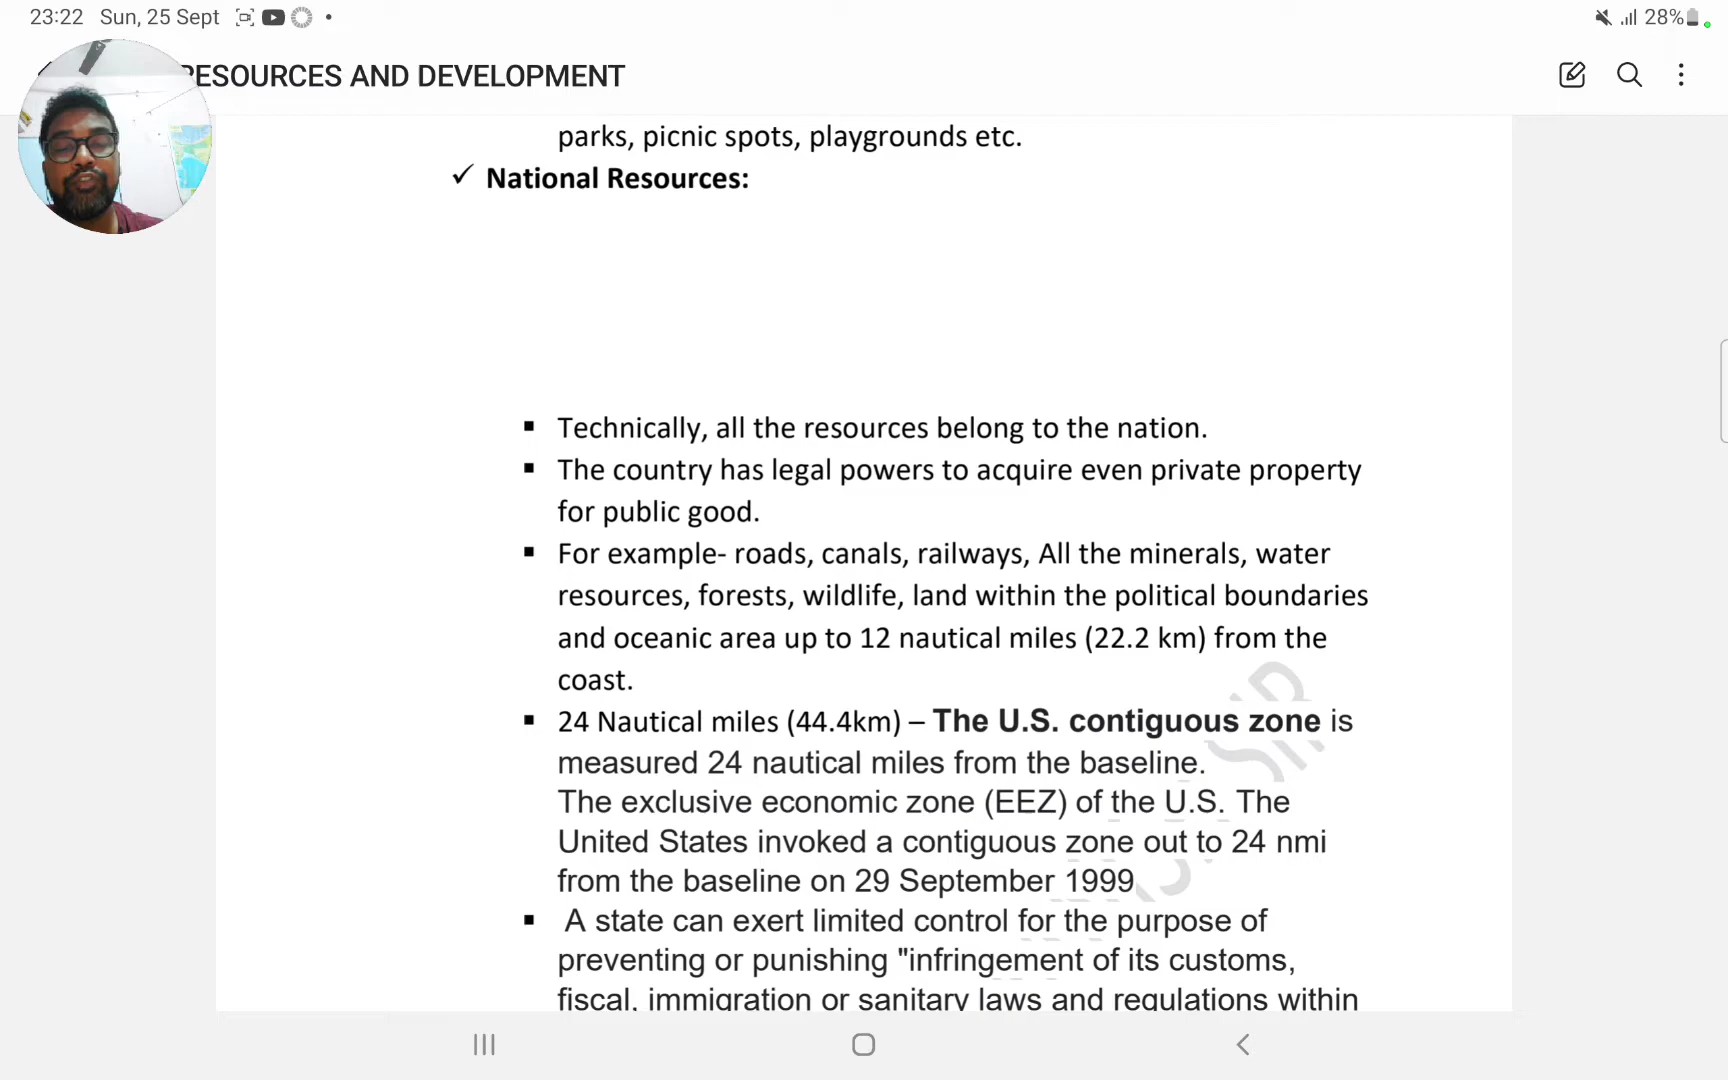 23:22 Sun, 25 Sept
28%
RESOURCES AND DEVELOPMENT
parks, picnic spots, playgrounds etc.
✓ National Resources:
▪ Technically, all the resources belong to the nation.
▪ The country has legal powers to acquire even private property
for public good.
▪ For example- roads, canals, railways, All the minerals, water
resources, forests, wildlife, land within the political boundaries
and oceanic area up to 12 nautical miles (22.2 km) from the
coast.
▪ 24 Nautical miles (44.4km) – The U.S. contiguous zone is
measured 24 nautical miles from the baseline.
The exclusive economic zone (EEZ) of the U.S. The
United States invoked a contiguous zone out to 24 nmi
from the baseline on 29 September 1999
▪ A state can exert limited control for the purpose of
preventing or punishing "infringement of its customs,
fiscal, immigration or sanitary laws and regulations within